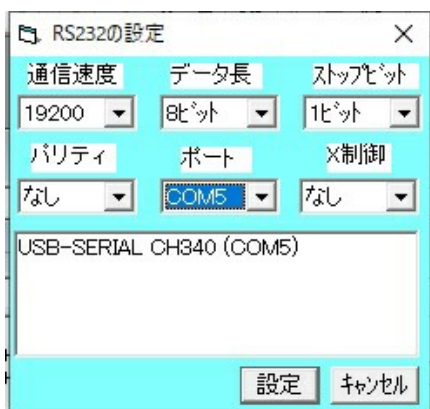 RS232の設定
通信速度 データ長 ストップビット
19200 8ビット 1ビット
パリティ ポート X制御
なし COM5 なし
USB-SERIAL CH340 (COM5)
設定 キャンセル